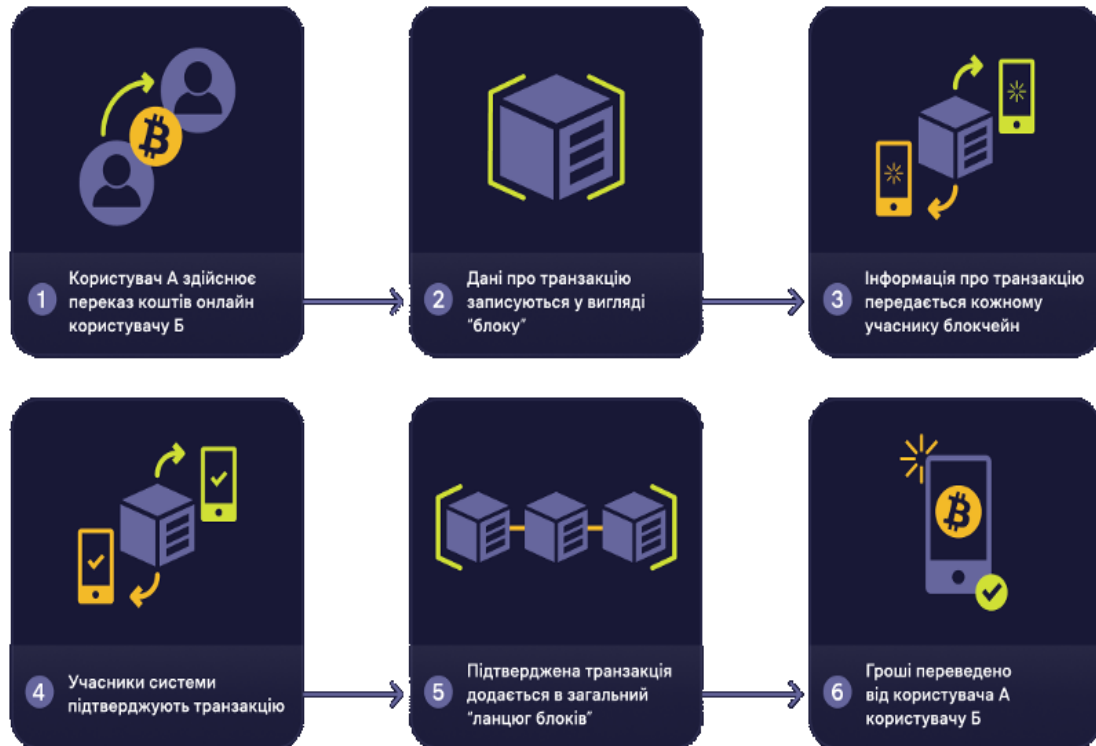 1
Користувач А здійснює
переказ коштів онлайн
користувачу Б
2
Дані про транзакцію
записуються у вигляді
"блоку"
3
Інформація про транзакцію
передається кожному
учаснику блокчейн
4
Учасники системи
підтверджують транзакцію
5
Підтверджена транзакція
додається в загальний
"ланцюг блоків"
6
Гроші переведено
від користувача А
користувачу Б